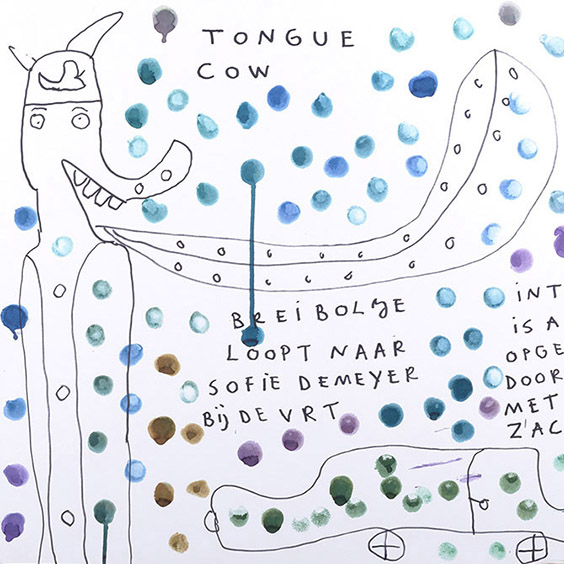 TONGUE
COW
BREIBOLGE
LOOPT NAAR
SOFIE DEMEYER
Bij DE VRT
iNT
iS A
OPGE
DOOR
MET
Z'AC